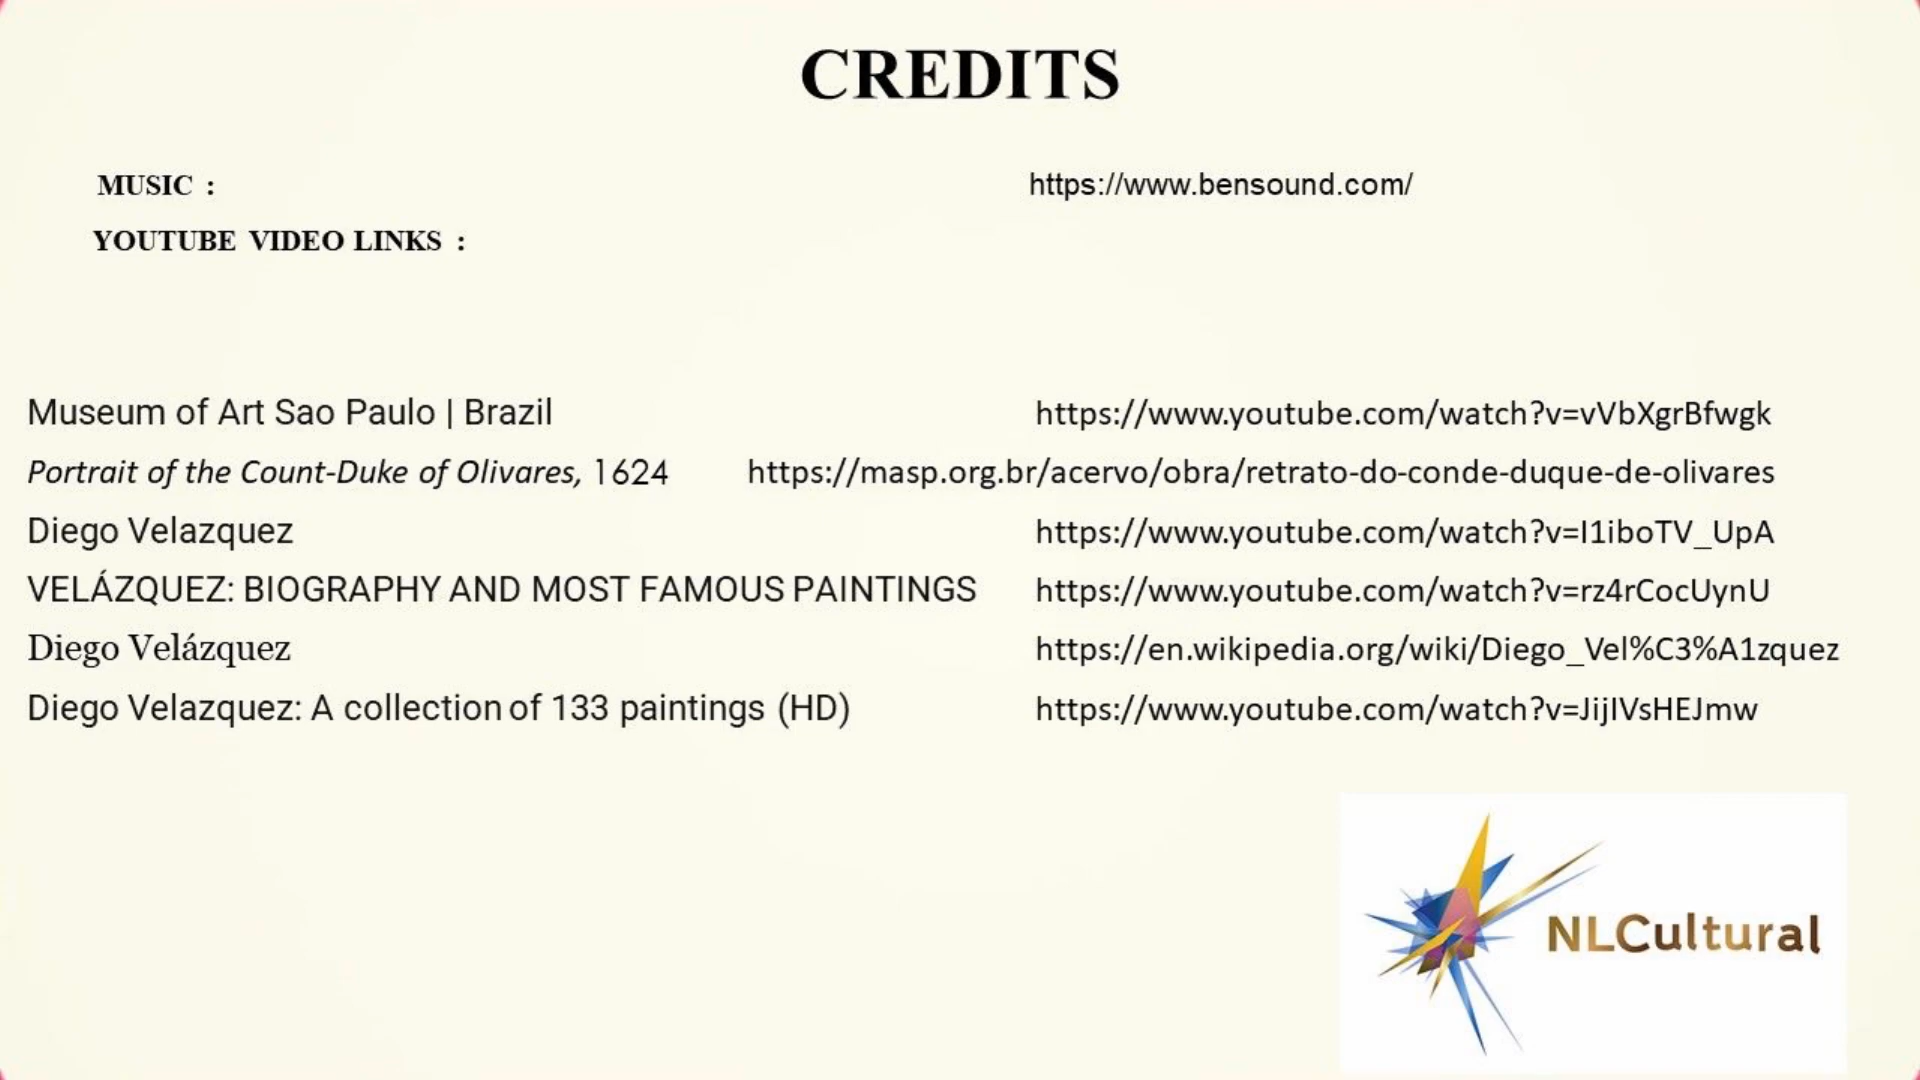 CREDITS
MUSIC : https://www.bensound.com/
YOUTUBE VIDEO LINKS :
Museum of Art Sao Paulo | Brazil https://www.youtube.com/watch?v=vVbXgrBfwgk
Portrait of the Count-Duke of Olivares, 1624 https://masp.org.br/acervo/obra/retrato-do-conde-duque-de-olivares
Diego Velazquez https://www.youtube.com/watch?v=I1iboTV_UpA
VELÁZQUEZ: BIOGRAPHY AND MOST FAMOUS PAINTINGS https://www.youtube.com/watch?v=rz4rCocUynU
Diego Velázquez https://en.wikipedia.org/wiki/Diego_Vel%C3%A1zquez
Diego Velazquez: A collection of 133 paintings (HD) https://www.youtube.com/watch?v=JijIVsHEJmw
NLCultural